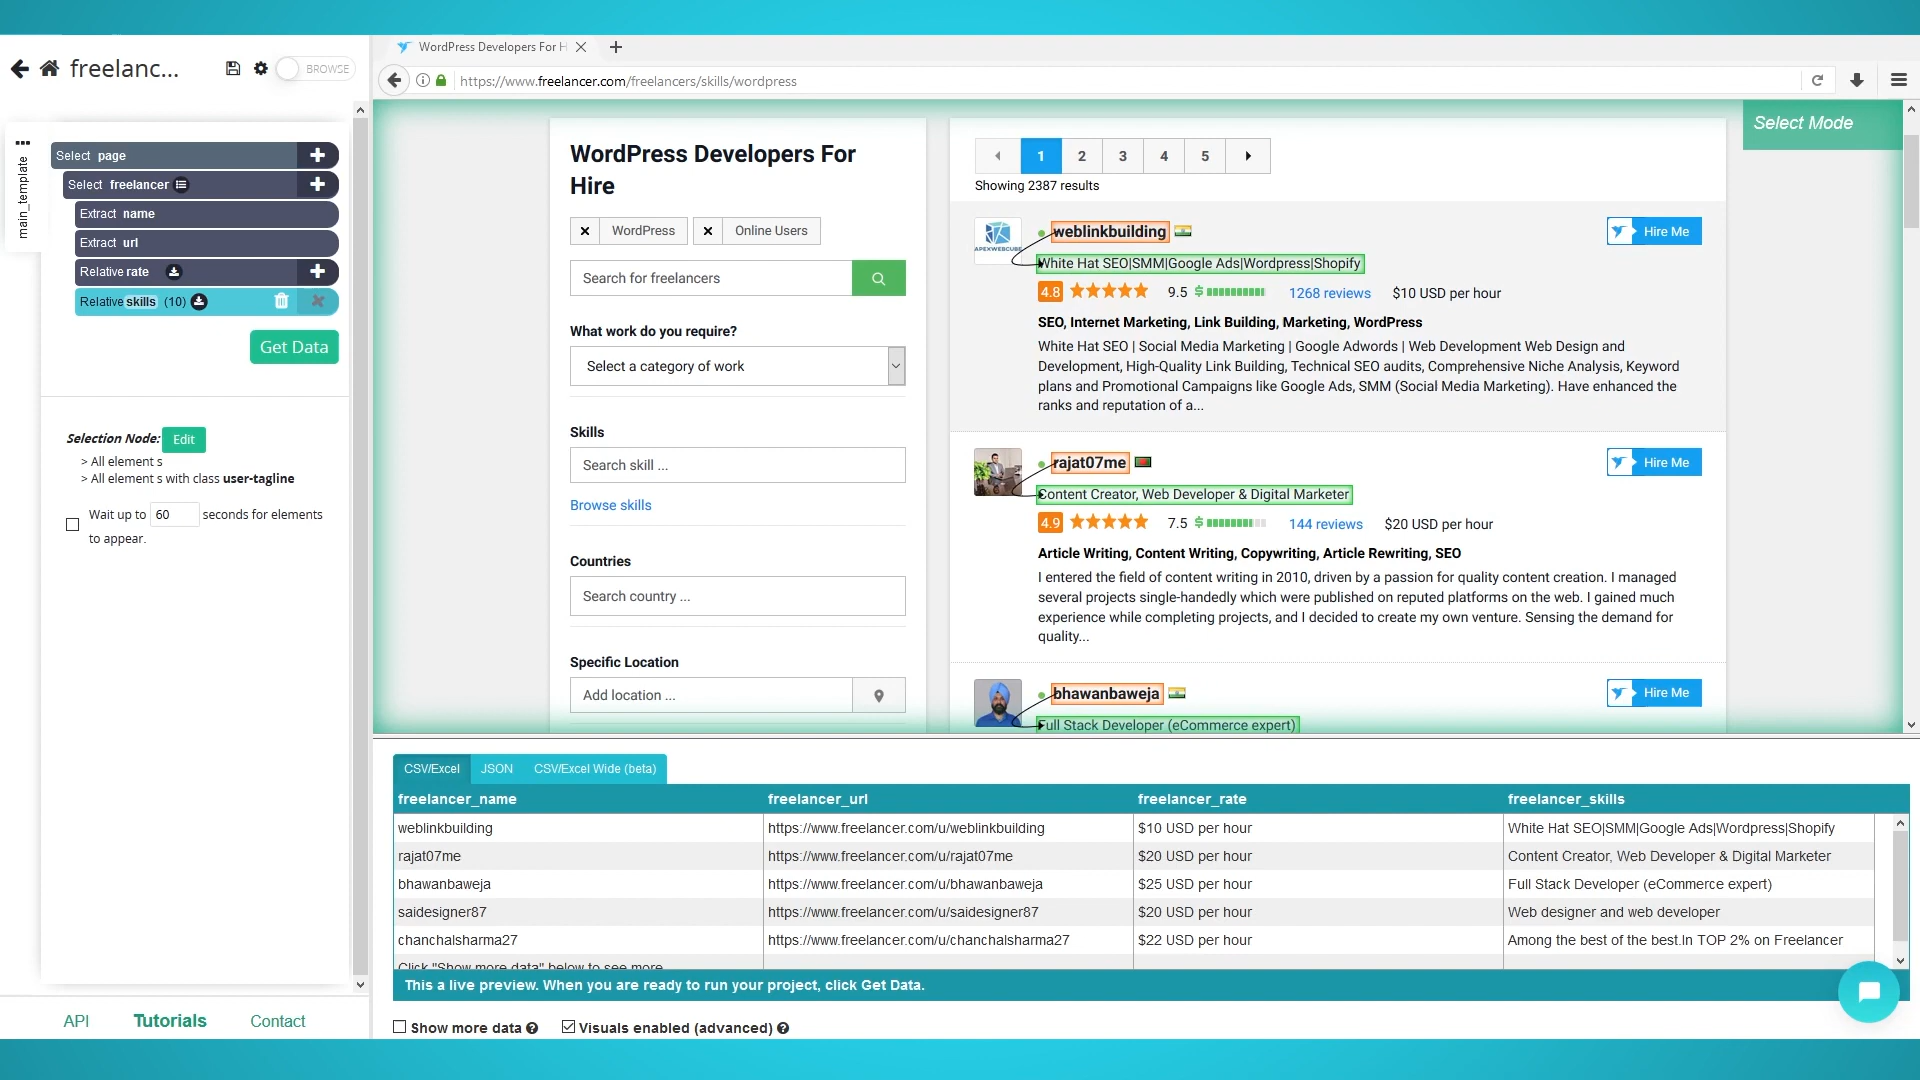 freelanc...
BROWSE
main_template
Select page
Select freelancer
Extract name
Extract url
Relative rate
Relative skills (10)
Get Data
Selection Node: Edit
> All element s
> All element s with class user-tagline
Wait up to 60 seconds for elements
to appear.
API Tutorials Contact
WordPress Developers For H
https://www.freelancer.com/freelancers/skills/wordpress
Select Mode
WordPress Developers For
Hire
WordPress
Online Users
Search for freelancers
What work do you require?
Select a category of work
Skills
Search skill ...
Browse skills
Countries
Search country ...
Specific Location
Add location ...
1 2 3 4 5
Showing 2387 results
APEXWEBCUBE
weblinkbuilding
Hire Me
White Hat SEO|SMM|Google Ads|Wordpress|Shopify
4.8 9.5 $ 1268 reviews $10 USD per hour
SEO, Internet Marketing, Link Building, Marketing, WordPress
White Hat SEO | Social Media Marketing | Google Adwords | Web Development Web Design and
Development, High-Quality Link Building, Technical SEO audits, Comprehensive Niche Analysis, Keyword
plans and Promotional Campaigns like Google Ads, SMM (Social Media Marketing). Have enhanced the
ranks and reputation of a...
rajat07me
Hire Me
Content Creator, Web Developer & Digital Marketer
4.9 7.5 $ 144 reviews $20 USD per hour
Article Writing, Content Writing, Copywriting, Article Rewriting, SEO
I entered the field of content writing in 2010, driven by a passion for quality content creation. I managed
several projects single-handedly which were published on reputed platforms on the web. I gained much
experience while completing projects, and I decided to create my own venture. Sensing the demand for
quality...
bhawanbaweja
Hire Me
Full Stack Developer (eCommerce expert)
CSV/Excel JSON CSV/Excel Wide (beta)
freelancer_name freelancer_url freelancer_rate freelancer_skills
weblinkbuilding https://www.freelancer.com/u/weblinkbuilding $10 USD per hour White Hat SEO|SMM|Google Ads|Wordpress|Shopify
rajat07me https://www.freelancer.com/u/rajat07me $20 USD per hour Content Creator, Web Developer & Digital Marketer
bhawanbaweja https://www.freelancer.com/u/bhawanbaweja $25 USD per hour Full Stack Developer (eCommerce expert)
saidesigner87 https://www.freelancer.com/u/saidesigner87 $20 USD per hour Web designer and web developer
chanchalsharma27 https://www.freelancer.com/u/chanchalsharma27 $22 USD per hour Among the best of the best.In TOP 2% on Freelancer
Click "Show more data" below to see more
This a live preview. When you are ready to run your project, click Get Data.
Show more data Visuals enabled (advanced)